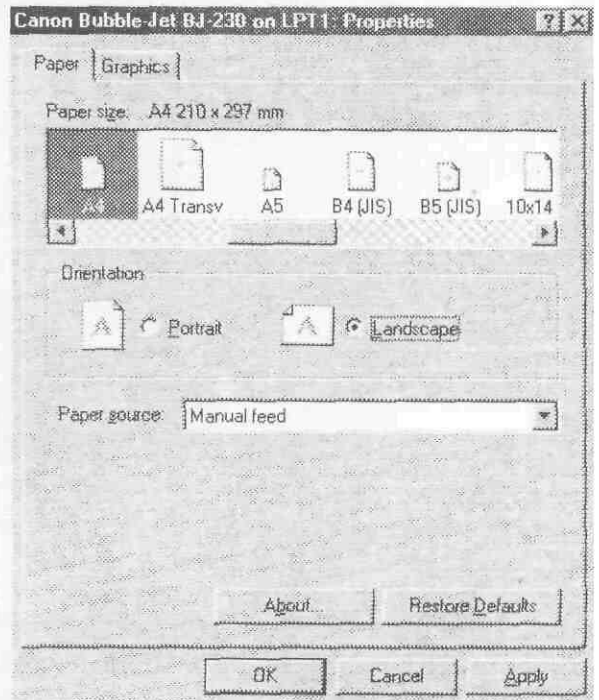 Canon Bubble-Jet BJ-230 on LPT1: Properties ? ×
Paper Graphics
Paper size: A4 210 x 297 mm
A4 A4 Transv A5 B4 (JIS) B5 (JIS) 10x14
Orientation
A Portrait A Landscape
Paper source: Manual feed
About... Restore Defaults
OK Cancel Apply